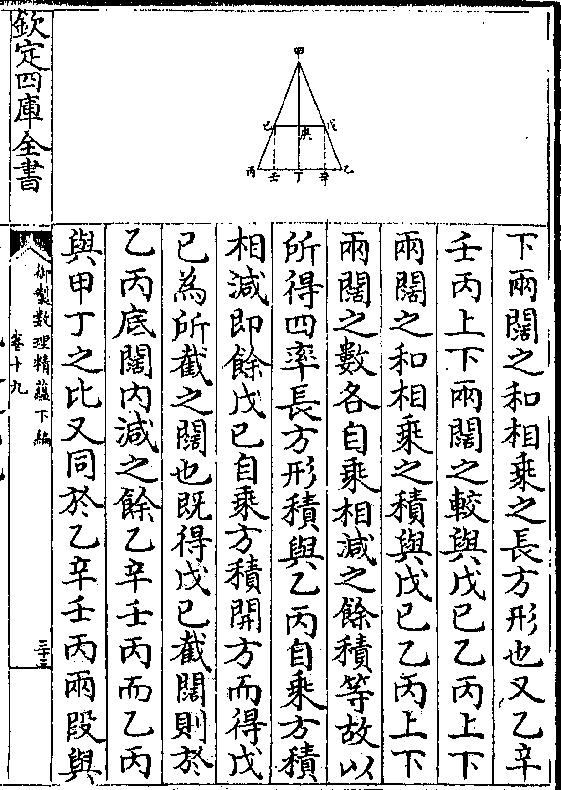 甲
己
庚
戊
丙
壬
丁
辛
乙
下兩闊之和相乘之長方形也又乙辛
壬丙上下兩闊之較與戊己乙丙上下
兩闊之和相乘之積與戊己乙丙上下
兩闊之數各自乘相減之餘積等故以
所得四率長方形積與乙丙自乘方積
相減即餘戊己自乘方積開方而得戊
己為所截之闊也既得戊己截闊則於
乙丙底闊內減之餘乙辛壬丙而乙丙
與甲丁之比又同於乙辛壬丙兩段與
欽定四庫全書
御製數理精蘊下編
卷十九